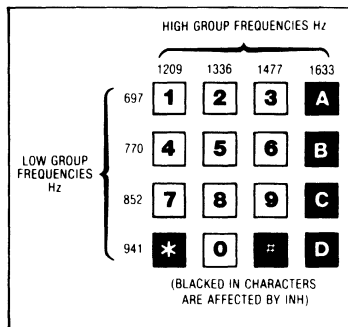 HIGH GROUP FREQUENCIES Hz
1209 1336 1477 1633
697 1 2 3 A
770 4 5 6 B
LOW GROUP
FREQUENCIES
Hz
852 7 8 9 C
941 * 0 # D
(BLACKED IN CHARACTERS
ARE AFFECTED BY INH)